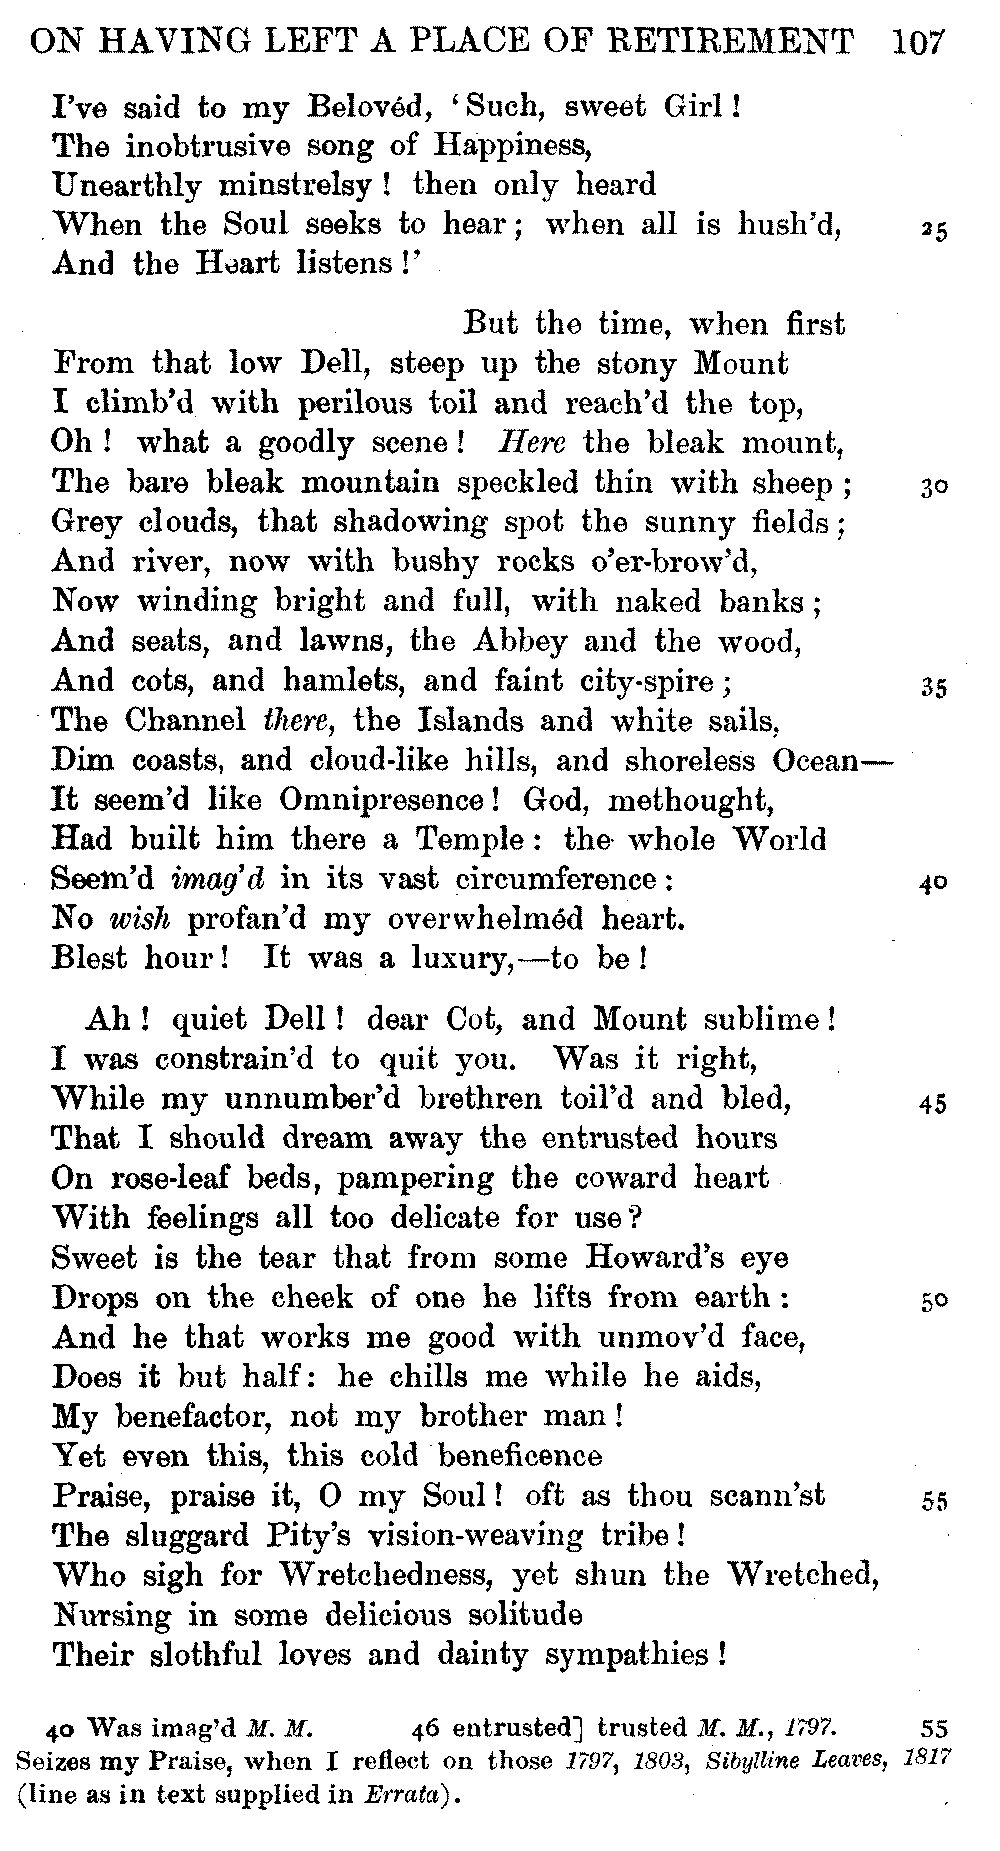 ON HAVING LEFT A PLACE OF RETIREMENT 107
I've said to my Belovéd, 'Such, sweet Girl!
The inobtrusive song of Happiness,
Unearthly minstrelsy! then only heard
When the Soul seeks to hear; when all is hush'd, 25
And the Heart listens!'
But the time, when first
From that low Dell, steep up the stony Mount
I climb'd with perilous toil and reach'd the top,
Oh! what a goodly scene! Here the bleak mount,
The bare bleak mountain speckled thin with sheep; 30
Grey clouds, that shadowing spot the sunny fields;
And river, now with bushy rocks o'er-brow'd,
Now winding bright and full, with naked banks;
And seats, and lawns, the Abbey and the wood,
And cots, and hamlets, and faint city-spire; 35
The Channel there, the Islands and white sails,
Dim coasts, and cloud-like hills, and shoreless Ocean—
It seem'd like Omnipresence! God, methought,
Had built him there a Temple: the whole World
Seem'd imag'd in its vast circumference: 40
No wish profan'd my overwhelméd heart.
Blest hour! It was a luxury,—to be!
Ah! quiet Dell! dear Cot, and Mount sublime!
I was constrain'd to quit you. Was it right,
While my unnumber'd brethren toil'd and bled, 45
That I should dream away the entrusted hours
On rose-leaf beds, pampering the coward heart
With feelings all too delicate for use?
Sweet is the tear that from some Howard's eye
Drops on the cheek of one he lifts from earth: 50
And he that works me good with unmov'd face,
Does it but half: he chills me while he aids,
My benefactor, not my brother man!
Yet even this, this cold beneficence
Praise, praise it, O my Soul! oft as thou scann'st 55
The sluggard Pity's vision-weaving tribe!
Who sigh for Wretchedness, yet shun the Wretched,
Nursing in some delicious solitude
Their slothful loves and dainty sympathies!
40 Was imag'd M. M. 46 entrusted] trusted M. M., 1797. 55
Seizes my Praise, when I reflect on those 1797, 1803, Sibylline Leaves, 1817
(line as in text supplied in Errata).